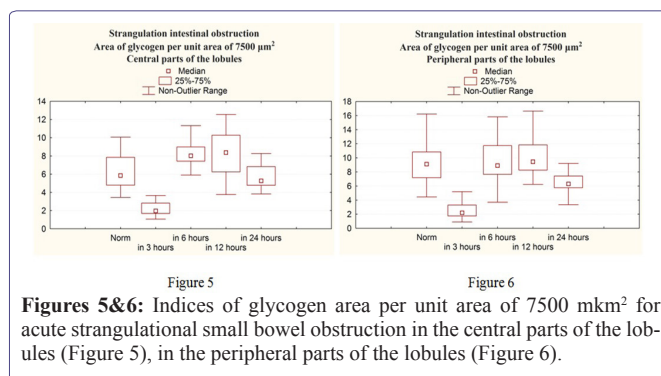 Strangulation intestinal obstruction
Area of glycogen per unit area of 7500 μm²
Central parts of the lobules
Median
25%-75%
Non-Outlier Range
14
12
10
8
6
4
2
0
Norm
in 3 hours
in 6 hours
in 12 hours
in 24 hours
Figure 5
Strangulation intestinal obstruction
Area of glycogen per unit area of 7500 μm²
Peripheral parts of the lobules
Median
25%-75%
Non-Outlier Range
18
16
14
12
10
8
6
4
2
0
Norm
in 3 hours
in 6 hours
in 12 hours
in 24 hours
Figure 6
Figures 5&6: Indices of glycogen area per unit area of 7500 mkm² for
acute strangulational small bowel obstruction in the central parts of the lob-
ules (Figure 5), in the peripheral parts of the lobules (Figure 6).